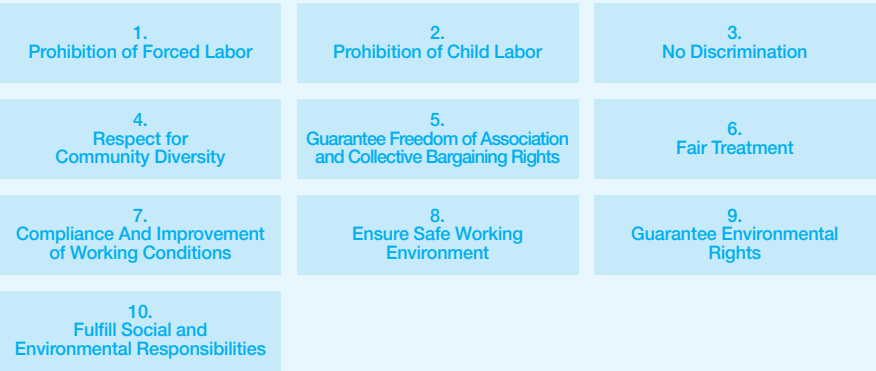 1.
Prohibition of Forced Labor
2.
Prohibition of Child Labor
3.
No Discrimination
4.
Respect for
Community Diversity
5.
Guarantee Freedom of Association
and Collective Bargaining Rights
6.
Fair Treatment
7.
Compliance And Improvement
of Working Conditions
8.
Ensure Safe Working
Environment
9.
Guarantee Environmental
Rights
10.
Fulfill Social and
Environmental Responsibilities